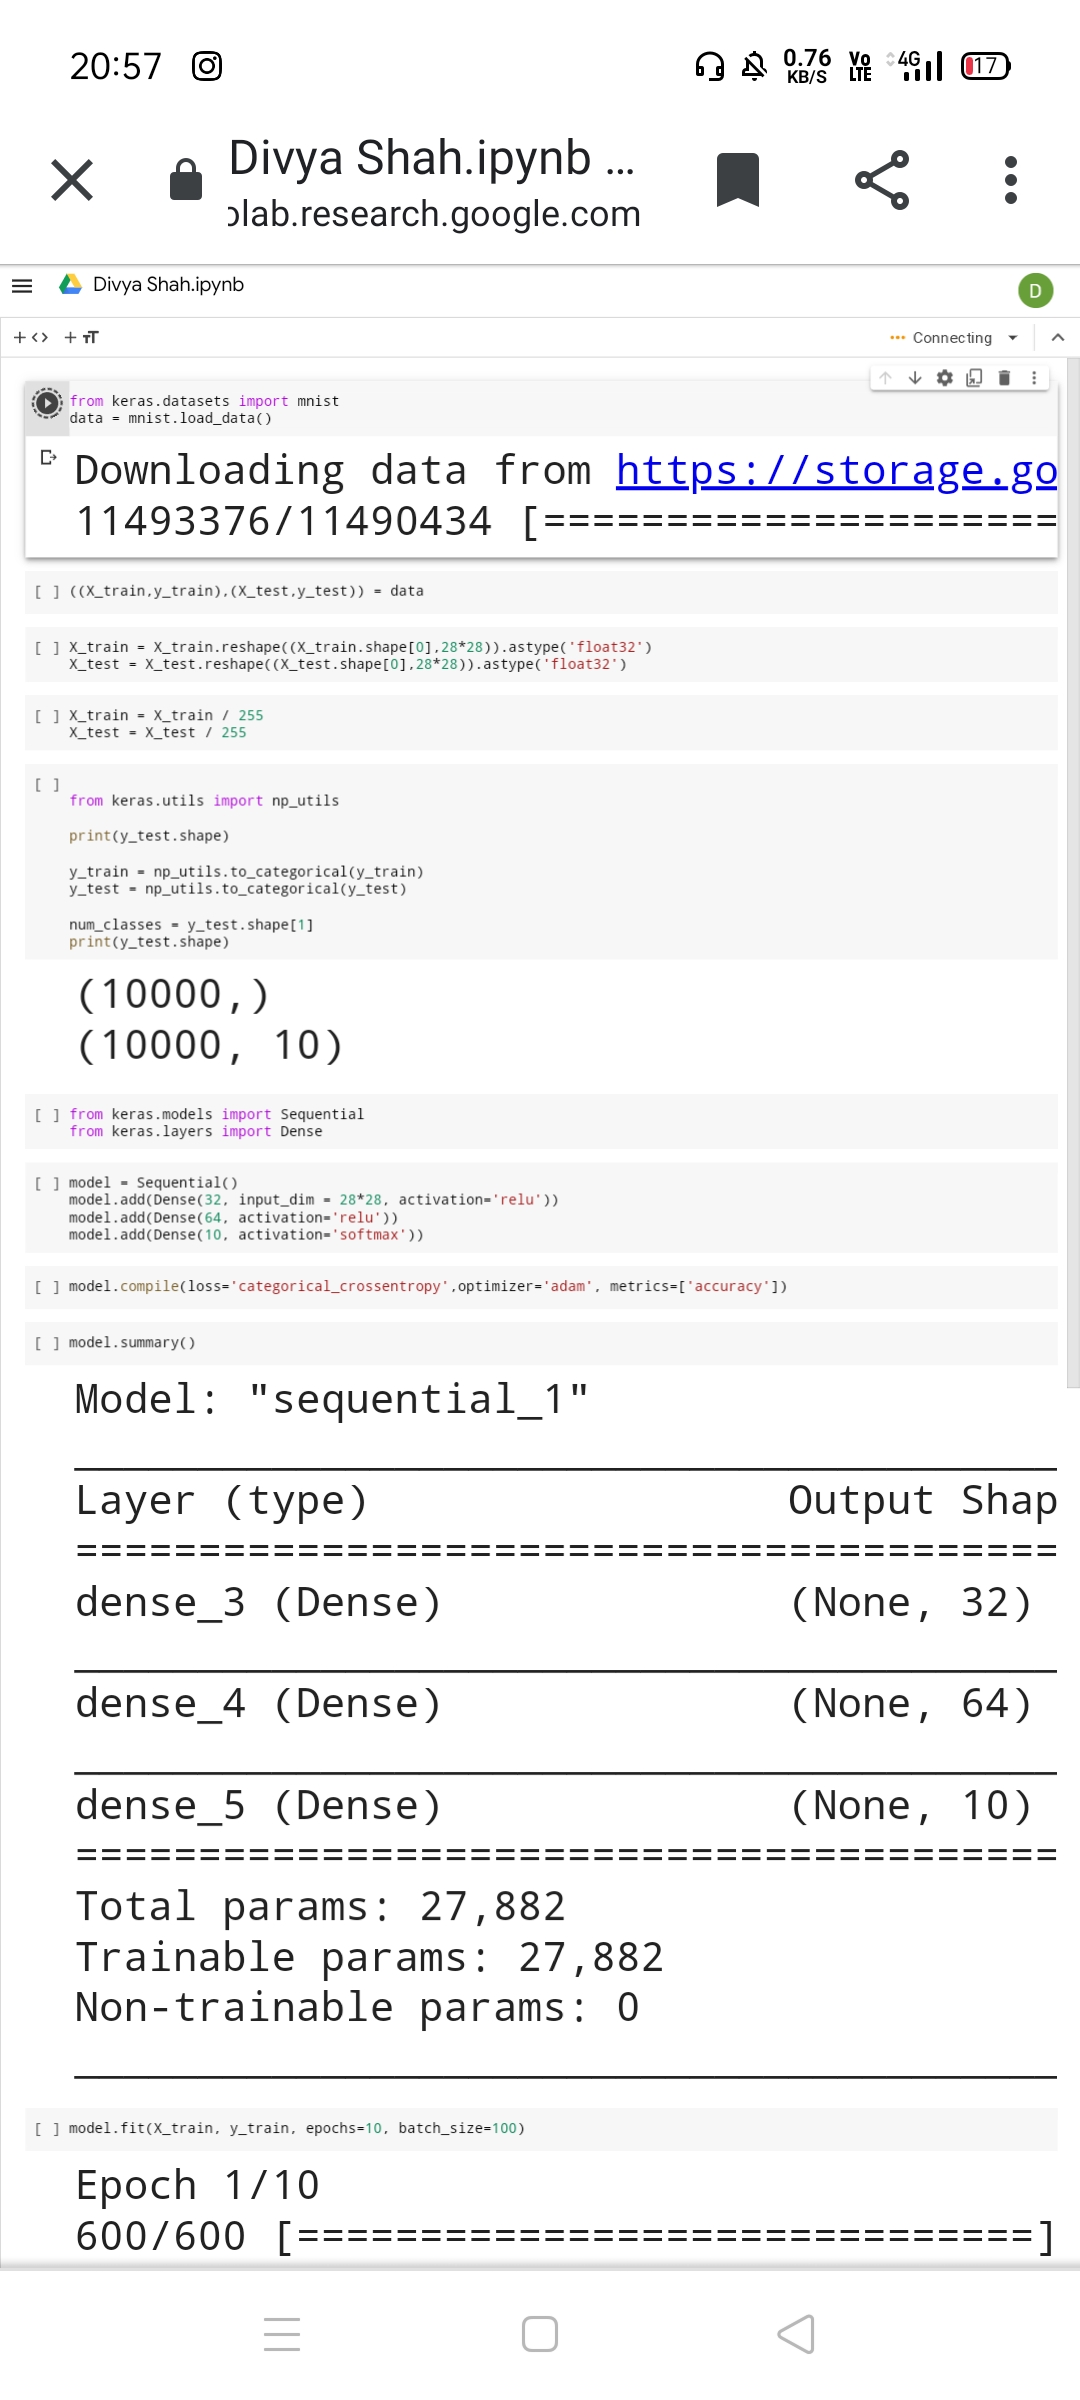 20:57
0.76
KB/S
Vo
LTE
4G
17
Divya Shah.ipynb ...
olab.research.google.com
Divya Shah.ipynb
D
+ <> + TT
Connecting
from keras.datasets import mnist
data = mnist.load_data()
Downloading data from https://storage.go
11493376/11490434 [=====================
[ ] ((X_train,y_train),(X_test,y_test)) = data
[ ] X_train = X_train.reshape((X_train.shape[0],28*28)).astype('float32')
X_test = X_test.reshape((X_test.shape[0],28*28)).astype('float32')
[ ] X_train = X_train / 255
X_test = X_test / 255
[ ]
from keras.utils import np_utils
print(y_test.shape)
y_train = np_utils.to_categorical(y_train)
y_test = np_utils.to_categorical(y_test)
num_classes = y_test.shape[1]
print(y_test.shape)
(10000,)
(10000, 10)
[ ] from keras.models import Sequential
from keras.layers import Dense
[ ] model = Sequential()
model.add(Dense(32, input_dim = 28*28, activation='relu'))
model.add(Dense(64, activation='relu'))
model.add(Dense(10, activation='softmax'))
[ ] model.compile(loss='categorical_crossentropy',optimizer='adam', metrics=['accuracy'])
[ ] model.summary()
Model: "sequential_1"
________________________________________
Layer (type) Output Shap
========================================
dense_3 (Dense) (None, 32)
________________________________________
dense_4 (Dense) (None, 64)
________________________________________
dense_5 (Dense) (None, 10)
========================================
Total params: 27,882
Trainable params: 27,882
Non-trainable params: 0
________________________________________
[ ] model.fit(X_train, y_train, epochs=10, batch_size=100)
Epoch 1/10
600/600 [==============================]